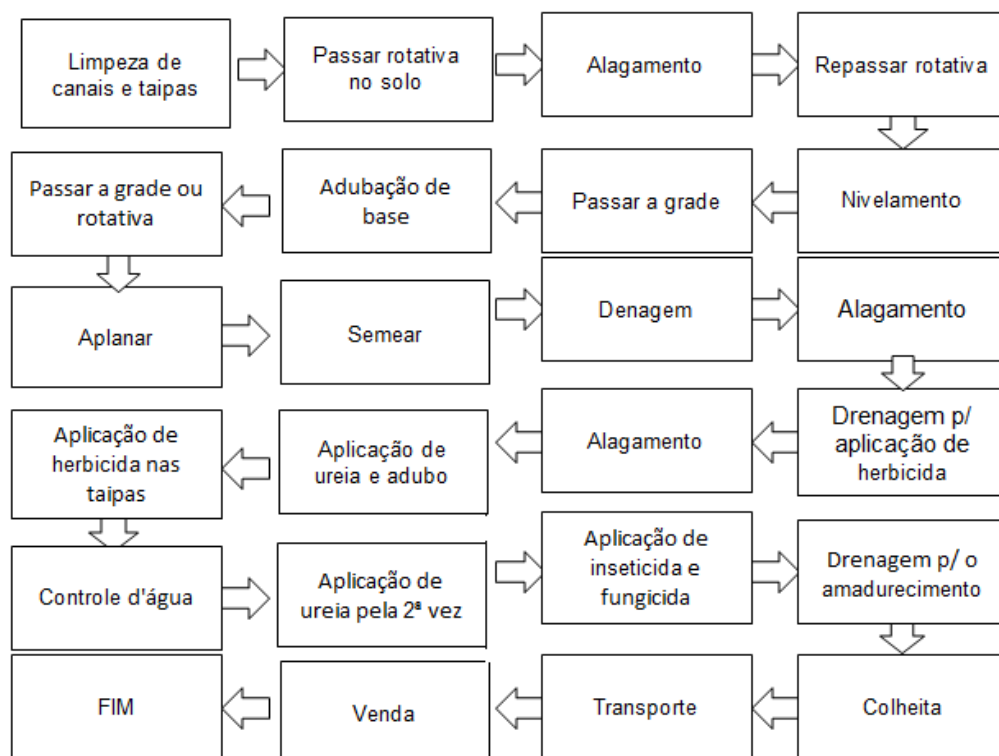 Limpeza de
canais e taipas
Passar rotativa
no solo
Alagamento
Repassar rotativa
Nivelamento
Passar a grade
Adubação de
base
Passar a grade ou
rotativa
Aplanar
Semear
Denagem
Alagamento
Drenagem p/
aplicação de
herbicida
Alagamento
Aplicação de
ureia e adubo
Aplicação de
herbicida nas
taipas
Controle d'água
Aplicação de
ureia pela 2ª vez
Aplicação de
inseticida e
fungicida
Drenagem p/ o
amadurecimento
Colheita
Transporte
Venda
FIM